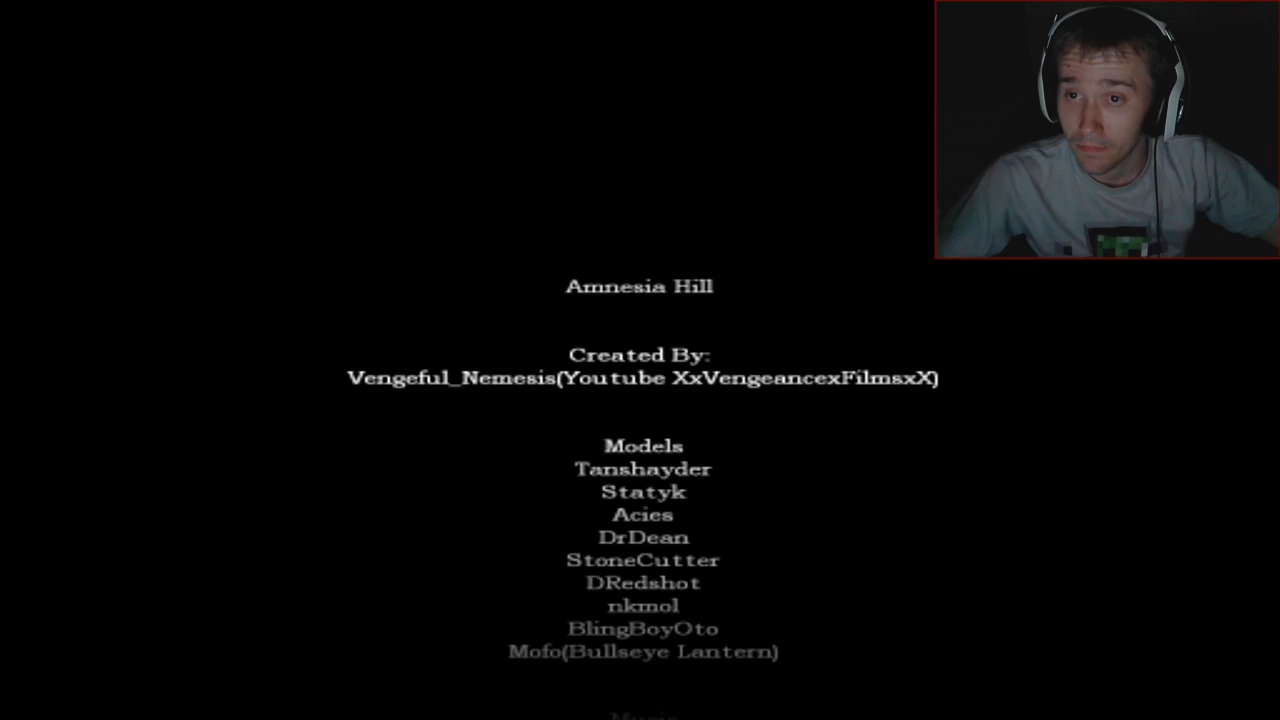 Amnesia Hill
Created By:
Vengeful_Nemesis(Youtube XxVengeancexFilmsxX)
Models
Tanshayder
Statyk
Acies
DrDean
StoneCutter
DRedshot
nkmol
BlingBoyOto
Mofo(Bullseye Lantern)